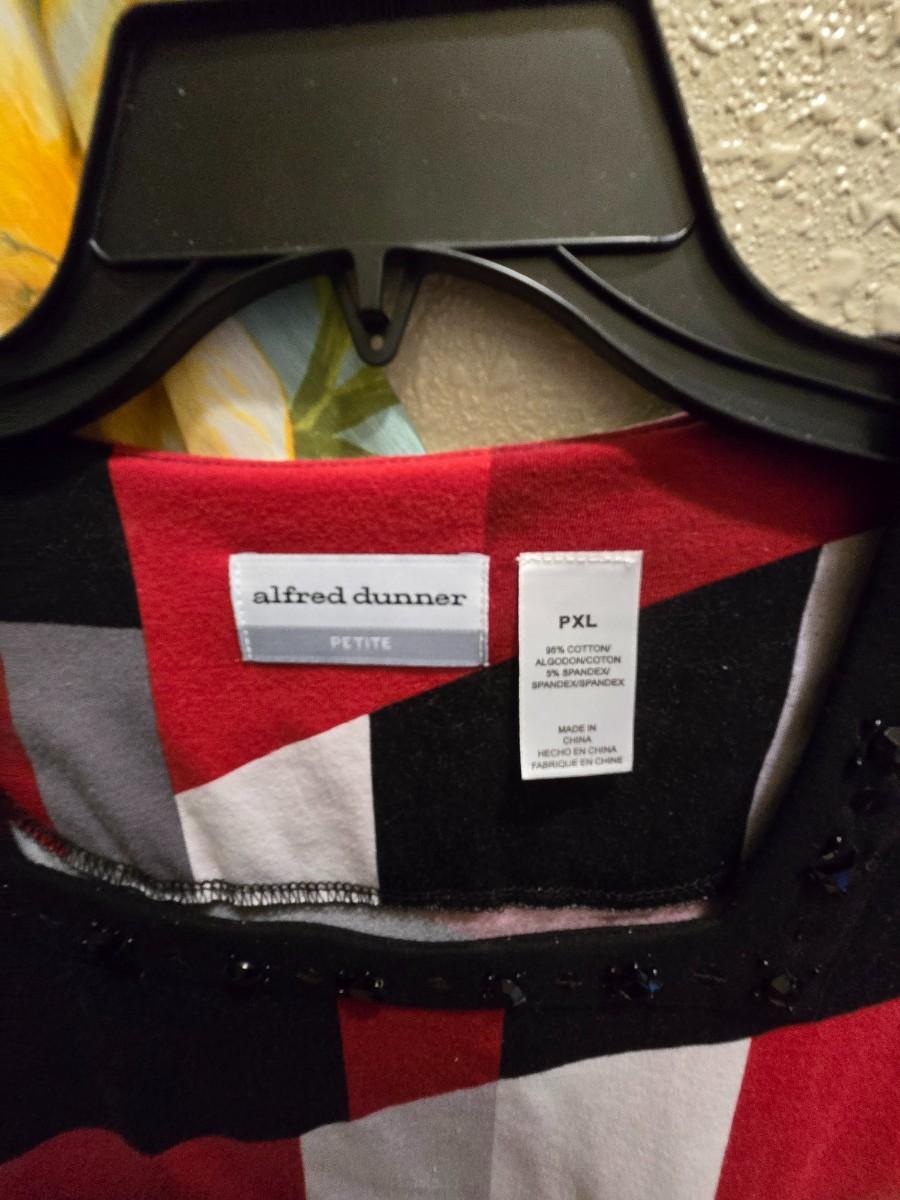 alfred dunner
PETITE
PXL
95% COTTON/
ALGODON/COTON
5% SPANDEX/
SPANDEX/SPANDEX
MADE IN
CHINA
HECHO EN CHINA
FABRIQUE EN CHINE